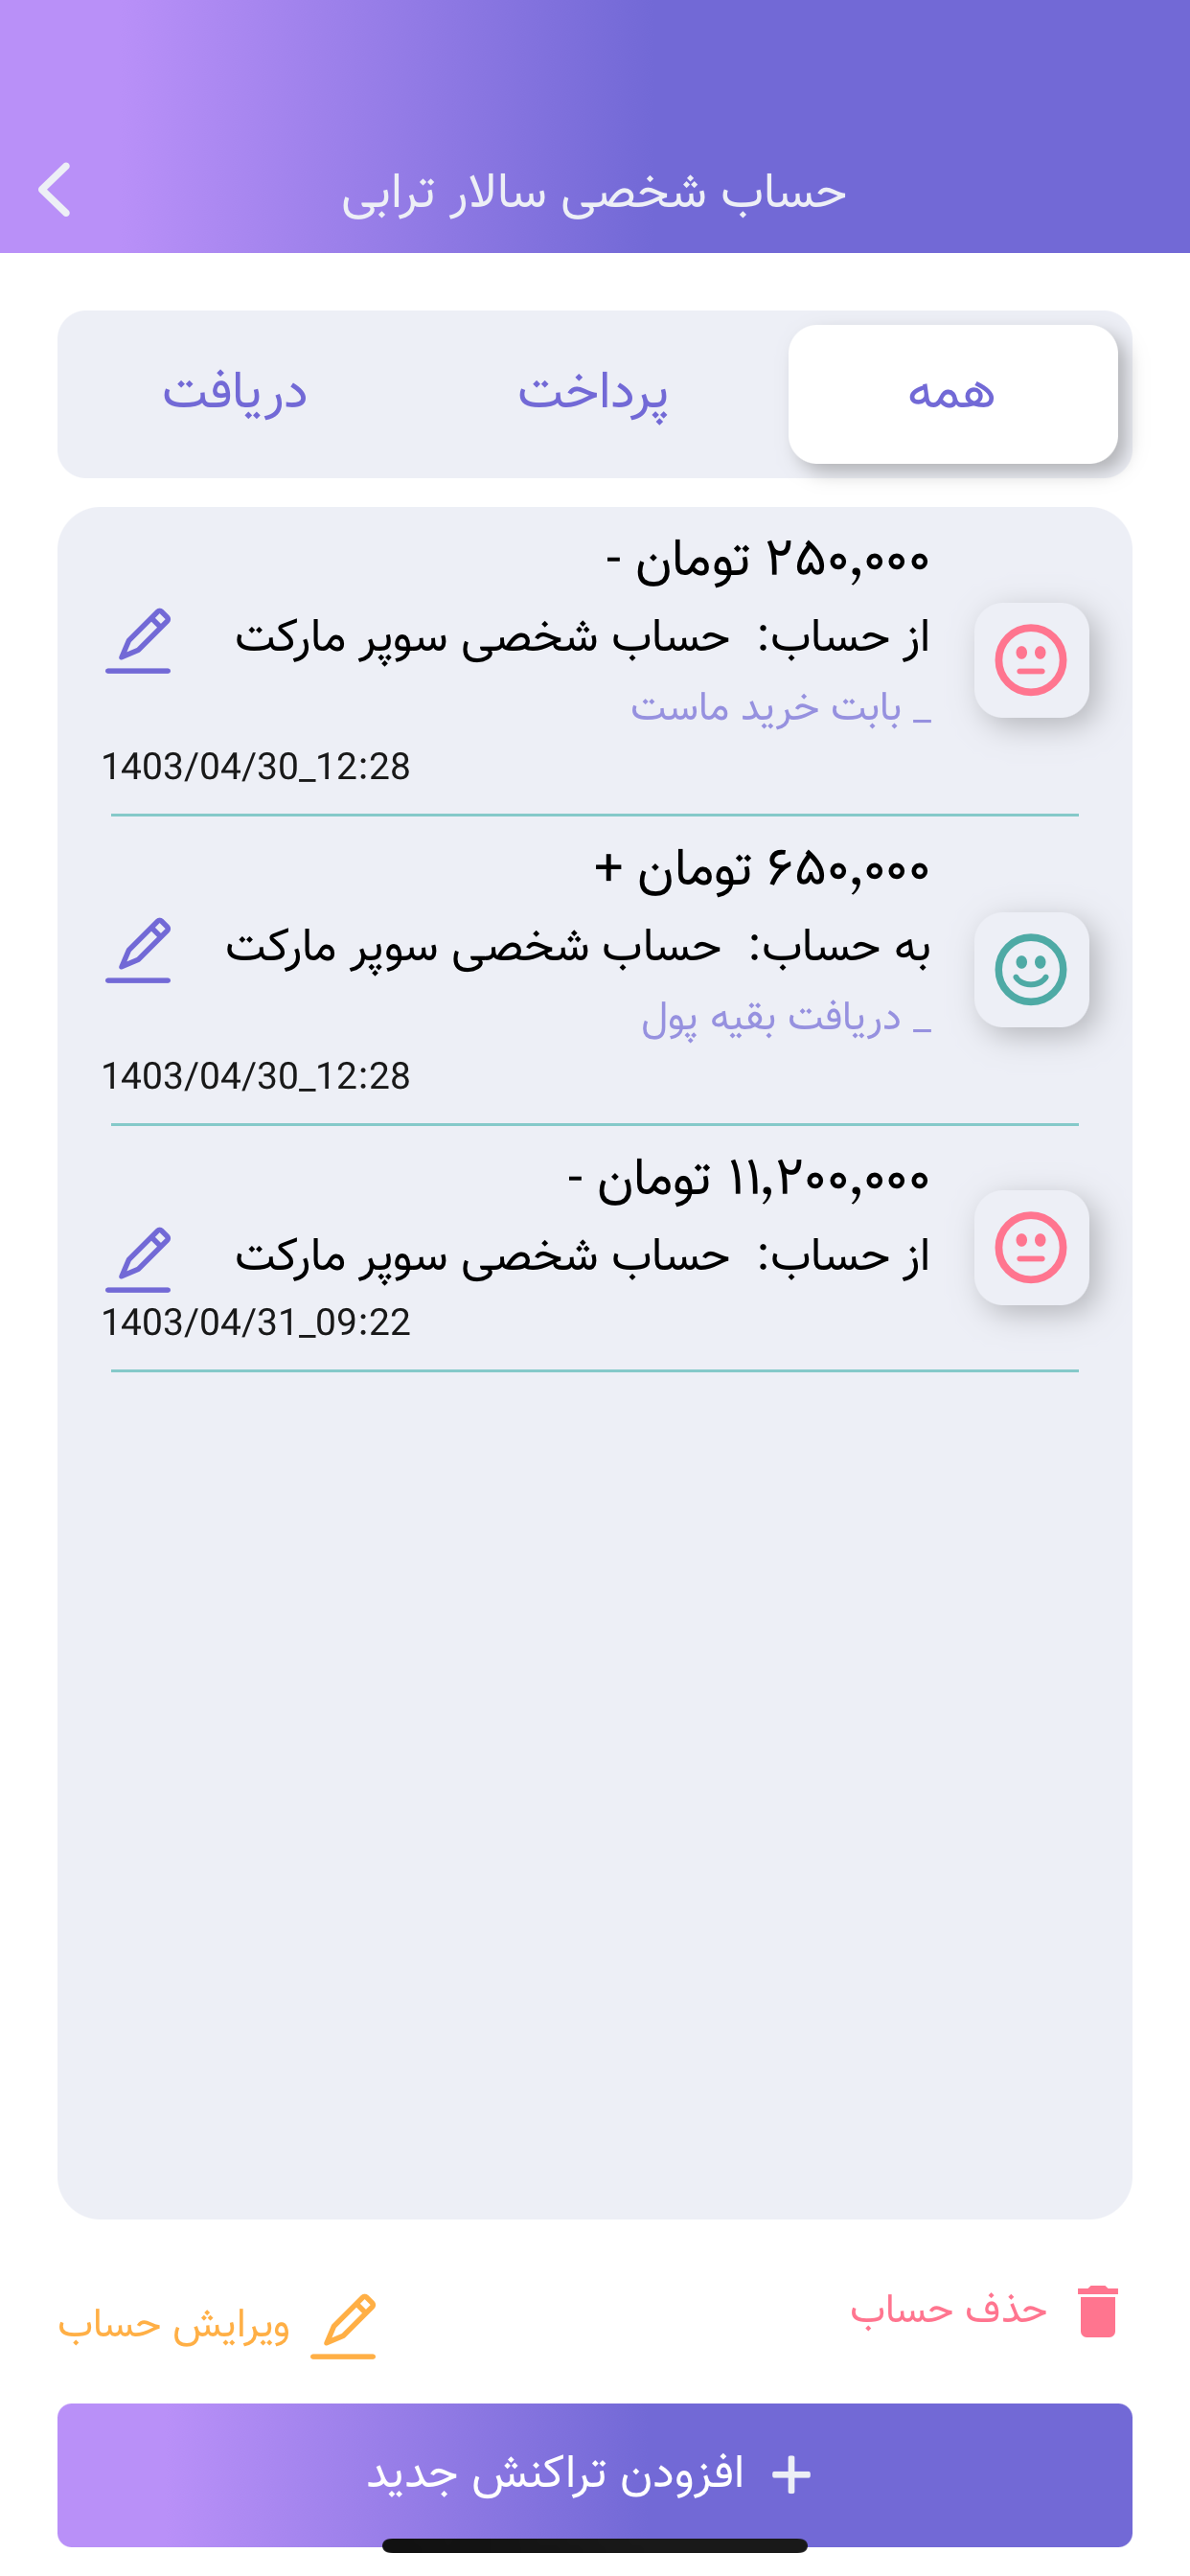 حساب شخصی سالار ترابی
همه
پرداخت
دریافت
۲۵۰,۰۰۰ تومان -
از حساب: حساب شخصی سوپر مارکت
_ بابت خرید ماست
1403/04/30_12:28
۶۵۰,۰۰۰ تومان +
به حساب: حساب شخصی سوپر مارکت
_ دریافت بقیه پول
1403/04/30_12:28
۱۱,۲۰۰,۰۰۰ تومان -
از حساب: حساب شخصی سوپر مارکت
1403/04/31_09:22
حذف حساب
ویرایش حساب
+ افزودن تراکنش جدید